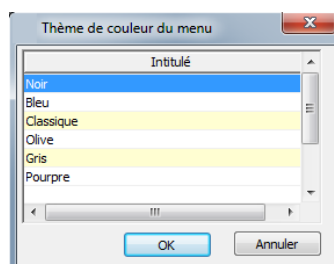 Thème de couleur du menu
Intitulé
Noir
Bleu
Classique
Olive
Gris
Pourpre
OK Annuler